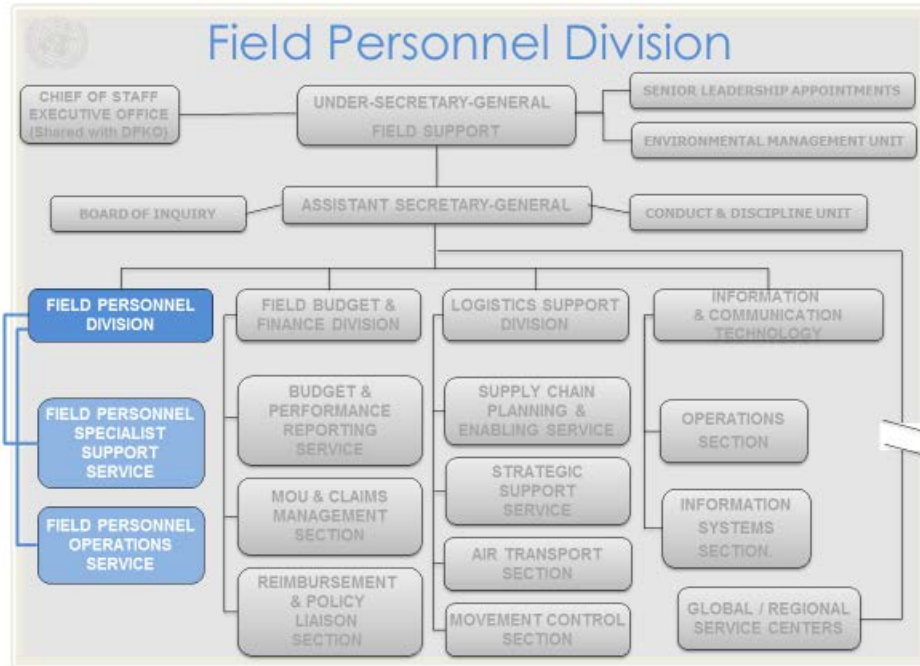 Field Personnel Division
CHIEF OF STAFF
EXECUTIVE OFFICE
(Shared with DPKO)
UNDER-SECRETARY-GENERAL
FIELD SUPPORT
SENIOR LEADERSHIP APPOINTMENTS
ENVIRONMENTAL MANAGEMENT UNIT
BOARD OF INQUIRY
ASSISTANT SECRETARY-GENERAL
CONDUCT & DISCIPLINE UNIT
FIELD PERSONNEL
DIVISION
FIELD PERSONNEL
SPECIALIST
SUPPORT
SERVICE
FIELD PERSONNEL
OPERATIONS
SERVICE
FIELD BUDGET &
FINANCE DIVISION
BUDGET &
PERFORMANCE
REPORTING
SERVICE
MOU & CLAIMS
MANAGEMENT
SECTION
REIMBURSEMENT
& POLICY
LIAISON
SECTION
LOGISTICS SUPPORT
DIVISION
SUPPLY CHAIN
PLANNING &
ENABLING SERVICE
STRATEGIC
SUPPORT
SERVICE
AIR TRANSPORT
SECTION
MOVEMENT CONTROL
SECTION
INFORMATION
& COMMUNICATION
TECHNOLOGY
OPERATIONS
SECTION
INFORMATION
SYSTEMS
SECTION.
GLOBAL / REGIONAL
SERVICE CENTERS